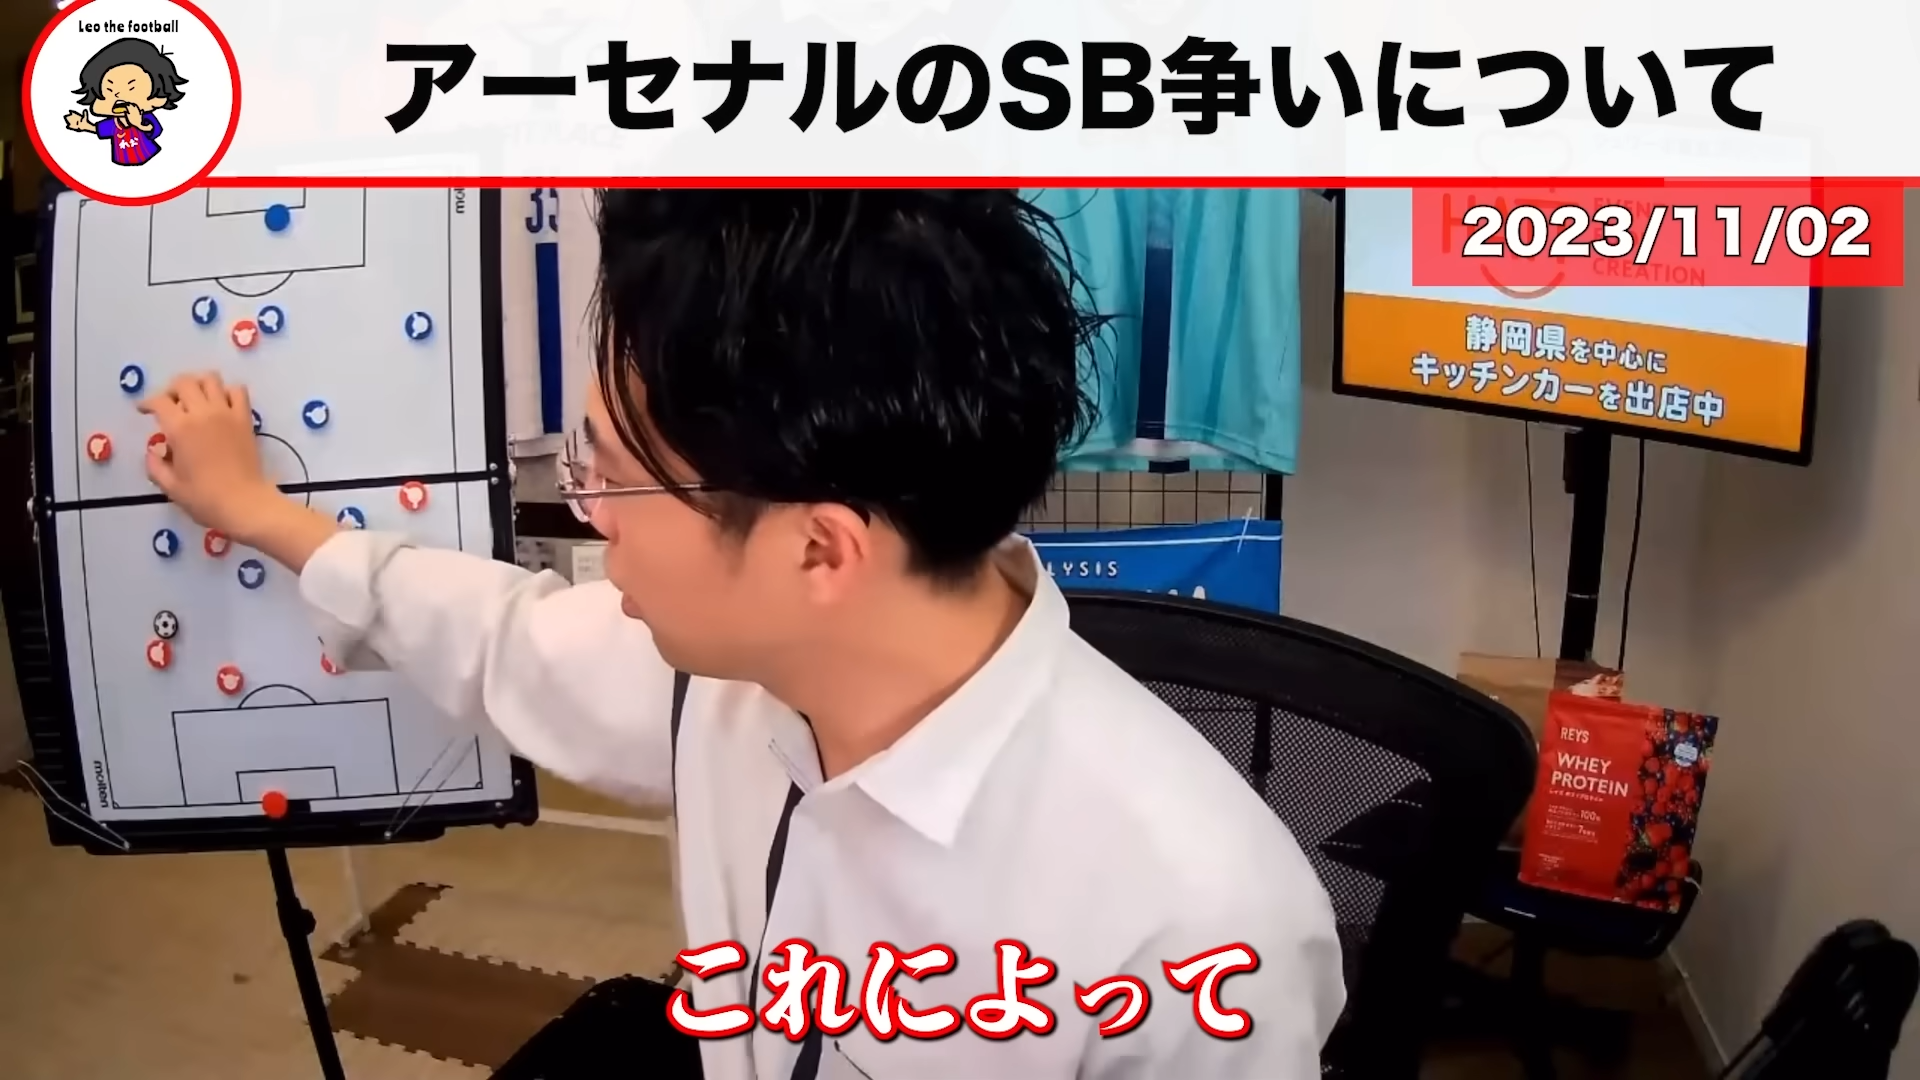 Leo the football
アーセナルのSB争いについて
2023/11/02
CREATION
静岡県を中心に
キッチンカーを出店中
LYSIS
REYS
WHEY
PROTEIN
molten
これによって